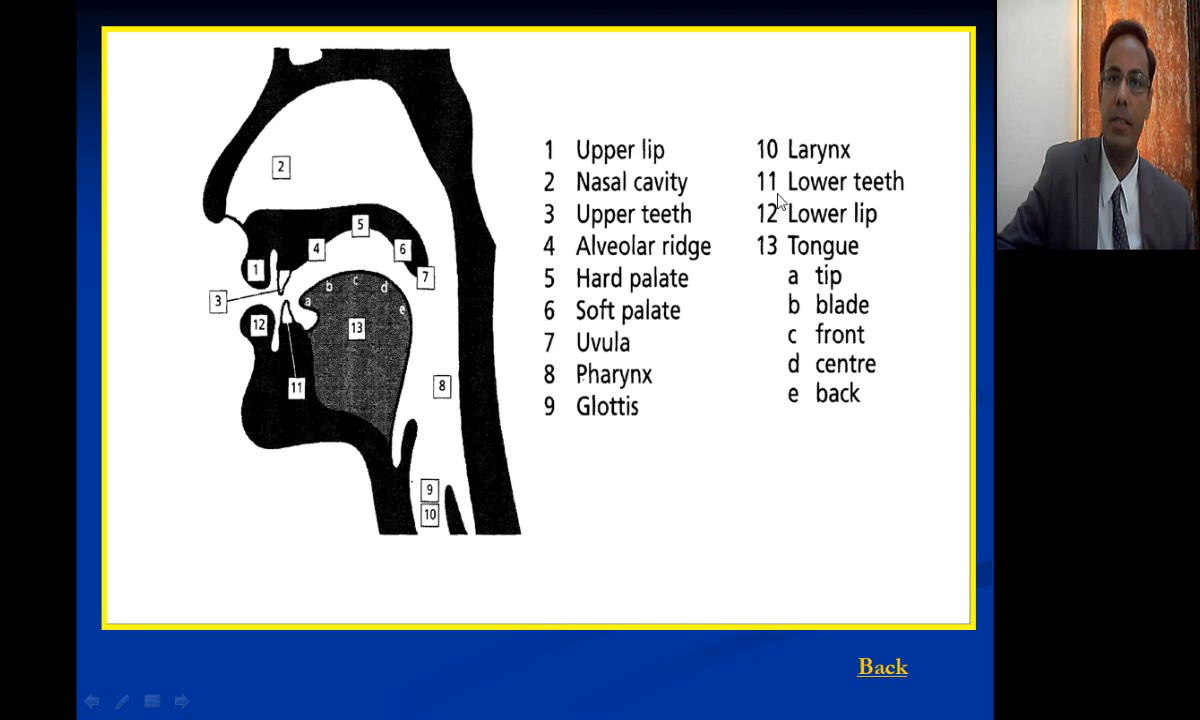 2
5
4
6
1
7
3
a
b
c
d
e
12
13
11
8
9
10
1 Upper lip
2 Nasal cavity
3 Upper teeth
4 Alveolar ridge
5 Hard palate
6 Soft palate
7 Uvula
8 Pharynx
9 Glottis
10 Larynx
11 Lower teeth
12 Lower lip
13 Tongue
a tip
b blade
c front
d centre
e back
Back